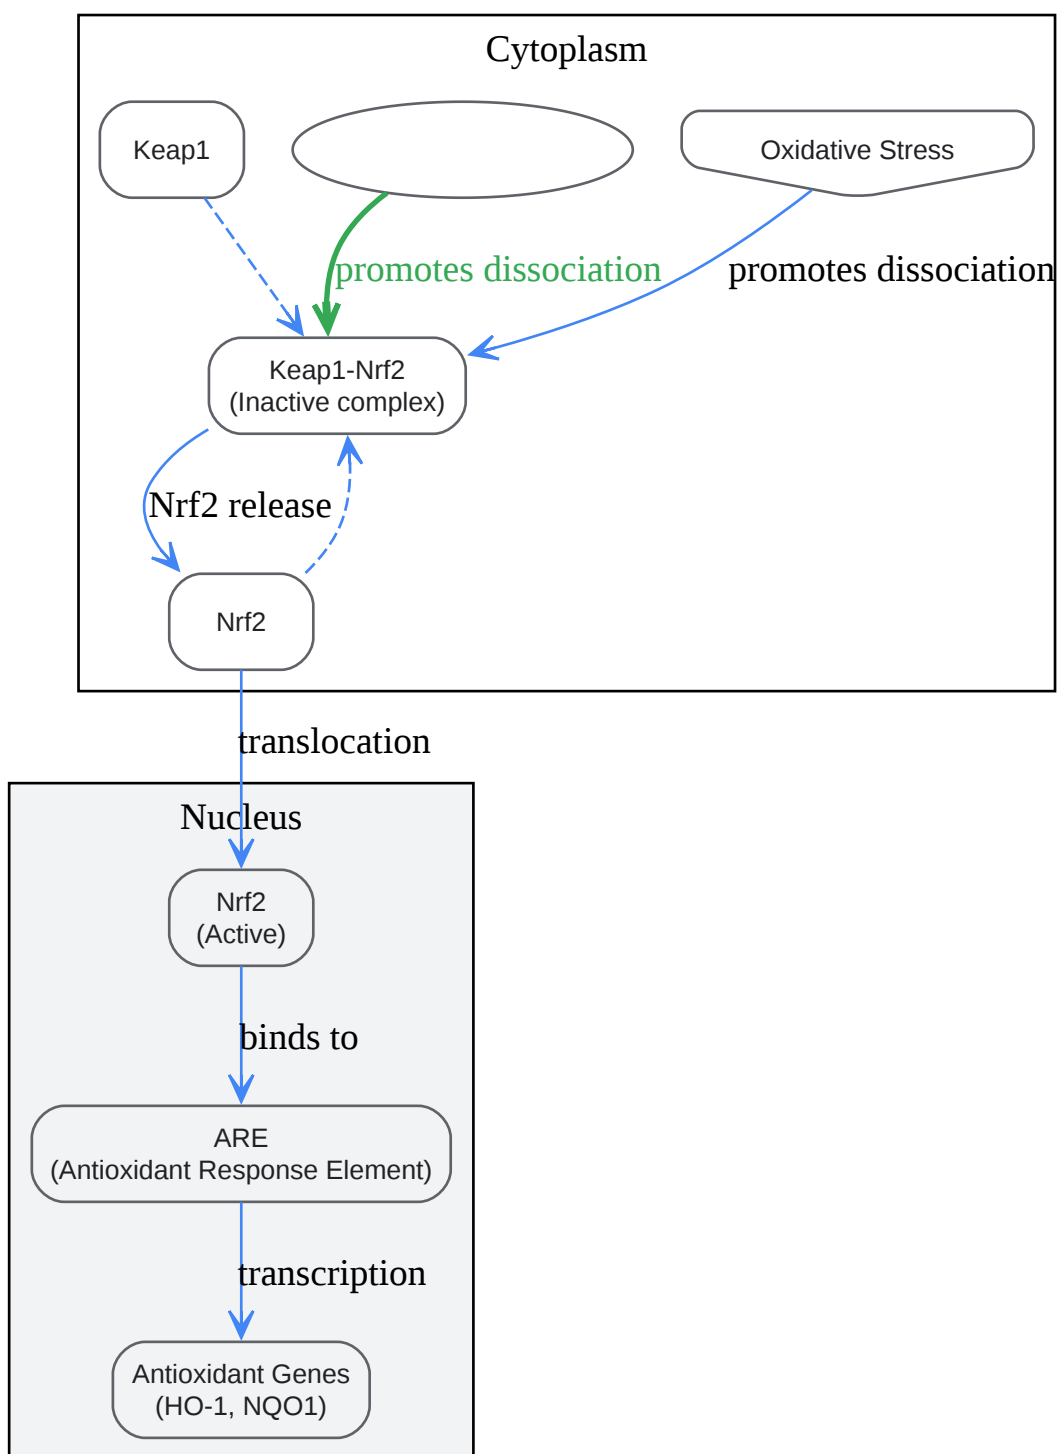 Cytoplasm
Keap1
Oxidative Stress
promotes dissociation
promotes dissociation
Keap1-Nrf2
(Inactive complex)
Nrf2 release
Nrf2
translocation
Nucleus
Nrf2
(Active)
binds to
ARE
(Antioxidant Response Element)
transcription
Antioxidant Genes
(HO-1, NQO1)